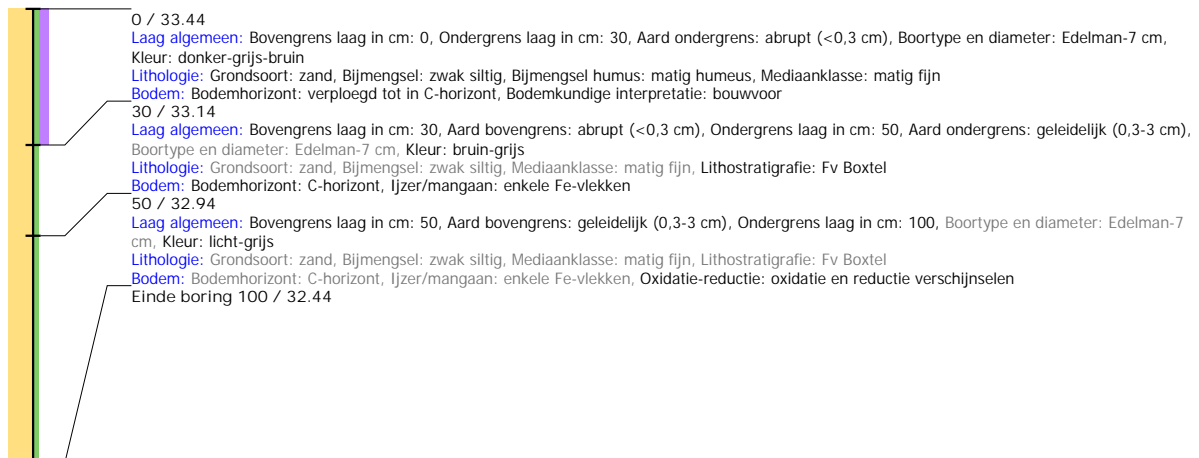 0 / 33.44
Laag algemeen: Bovengrens laag in cm: 0, Ondergrens laag in cm: 30, Aard ondergrens: abrupt (<0,3 cm), Boortype en diameter: Edelman-7 cm,
Kleur: donker-grijs-bruin
Lithologie: Grondsoort: zand, Bijmengsel: zwak siltig, Bijmengsel humus: matig humeus, Mediaanklasse: matig fijn
Bodem: Bodemhorizont: verploegd tot in C-horizont, Bodemkundige interpretatie: bouwvoor
30 / 33.14
Laag algemeen: Bovengrens laag in cm: 30, Aard bovengrens: abrupt (<0,3 cm), Ondergrens laag in cm: 50, Aard ondergrens: geleidelijk (0,3-3 cm),
Boortype en diameter: Edelman-7 cm, Kleur: bruin-grijs
Lithologie: Grondsoort: zand, Bijmengsel: zwak siltig, Mediaanklasse: matig fijn, Lithostratigrafie: Fv Boxtel
Bodem: Bodemhorizont: C-horizont, Ijzer/mangaan: enkele Fe-vlekken
50 / 32.94
Laag algemeen: Bovengrens laag in cm: 50, Aard bovengrens: geleidelijk (0,3-3 cm), Ondergrens laag in cm: 100, Boortype en diameter: Edelman-7
cm, Kleur: licht-grijs
Lithologie: Grondsoort: zand, Bijmengsel: zwak siltig, Mediaanklasse: matig fijn, Lithostratigrafie: Fv Boxtel
Bodem: Bodemhorizont: C-horizont, Ijzer/mangaan: enkele Fe-vlekken, Oxidatie-reductie: oxidatie en reductie verschijnselen
Einde boring 100 / 32.44